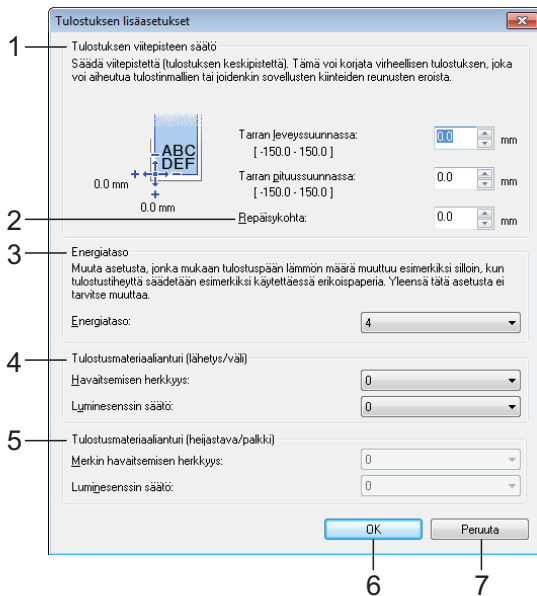 Tulostuksen lisäasetukset
1
Tulostuksen viitepisteen säätö
Säädä viitepistettä (tulostuksen keskipistettä). Tämä voi korjata virheellisen tulostuksen, joka
voi aiheutua tulostinmallien tai joidenkin sovellusten kiinteiden reunusten eroista.
ABC
DEF
0.0 mm
0.0 mm
Tarran leveyssuunnassa:
[ -150.0 - 150.0 ]
0.0 mm
Tarran pituussuunnassa:
[ -150.0 - 150.0 ]
0.0 mm
2
Repäisykohta:
0.0 mm
3
Energiataso
Muuta asetusta, jonka mukaan tulostuspään lämmön määrä muuttuu esimerkiksi silloin, kun
tulostustiheyttä säädetään esimerkiksi käytettäessä erikoispaperia. Yleensä tätä asetusta ei
tarvitse muuttaa.
Energiataso:
4
4
Tulostusmateriaalianturi (lähetys/väli)
Havaitsemisen herkkyys:
0
Luminesenssin säätö:
0
5
Tulostusmateriaalianturi (heijastava/palkki)
Merkin havaitsemisen herkkyys:
0
Luminesenssin säätö:
0
OK
Peruuta
6
7